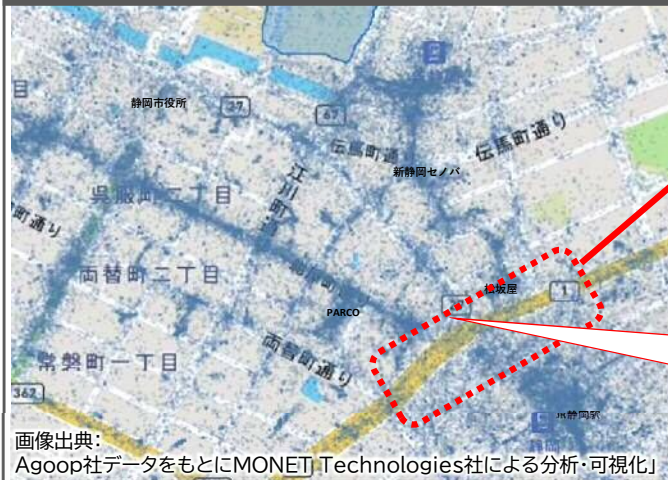 静岡市役所
27
67
伝馬町通り
伝馬町通
新静岡セノバ
江川町通
呉服町二丁目
町通り
両替町二丁目
松坂屋
1
PARCO
両替町通り
常磐町一丁目
362
JR静岡駅
静岡
画像出典：
Agoop社データをもとにMONET Technologies社による分析・可視化」